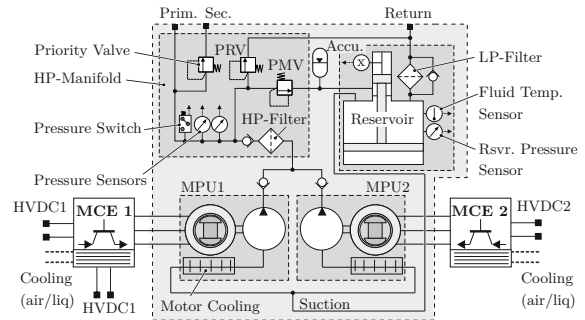 Prim. Sec.
Return
Priority Valve
PRV
Accu.
HP-Manifold
PMV
X
LP-Filter
Fluid Temp.
Sensor
Pressure Switch
HP-Filter
Reservoir
Rsvr. Pressure
Sensor
Pressure Sensors
MPU1
MPU2
HVDC1
MCE 1
MCE 2
HVDC2
Cooling
(air/liq)
Cooling
(air/liq)
HVDC1
Motor Cooling
Suction